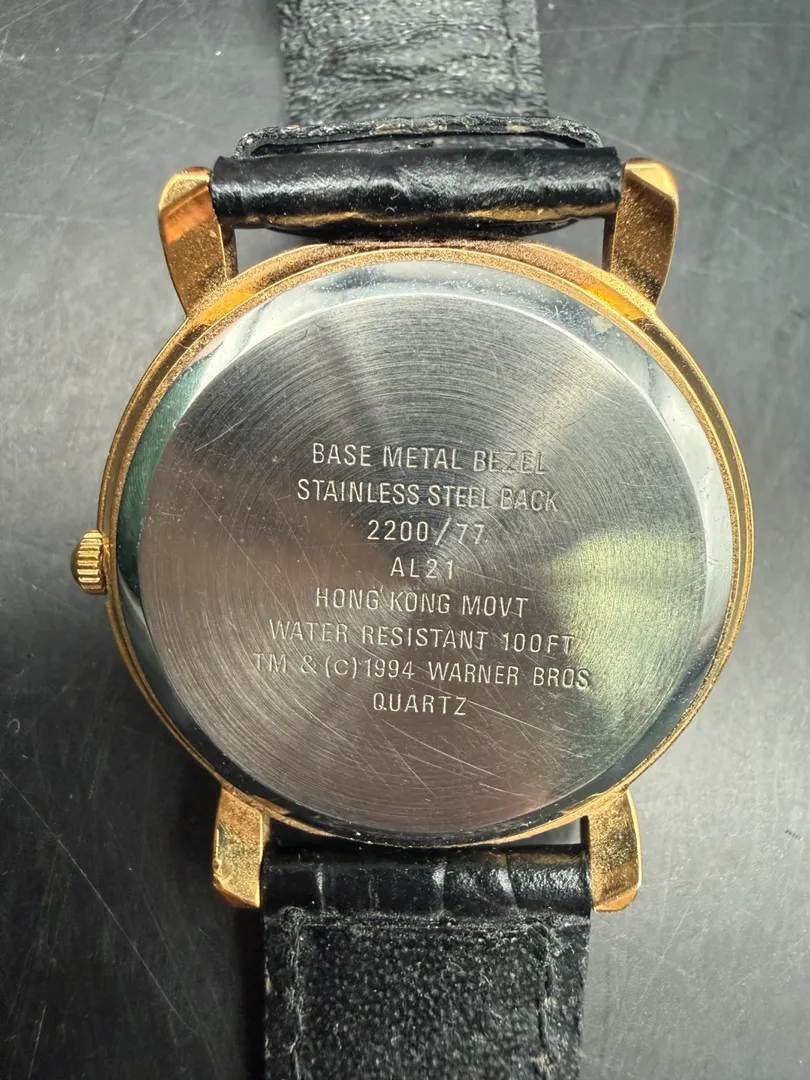 BASE METAL BEZEL
STAINLESS STEEL BACK
2200/77
AL21
HONG KONG MOVT
WATER RESISTANT 100FT
TM & (C) 1994 WARNER BROS
QUARTZ